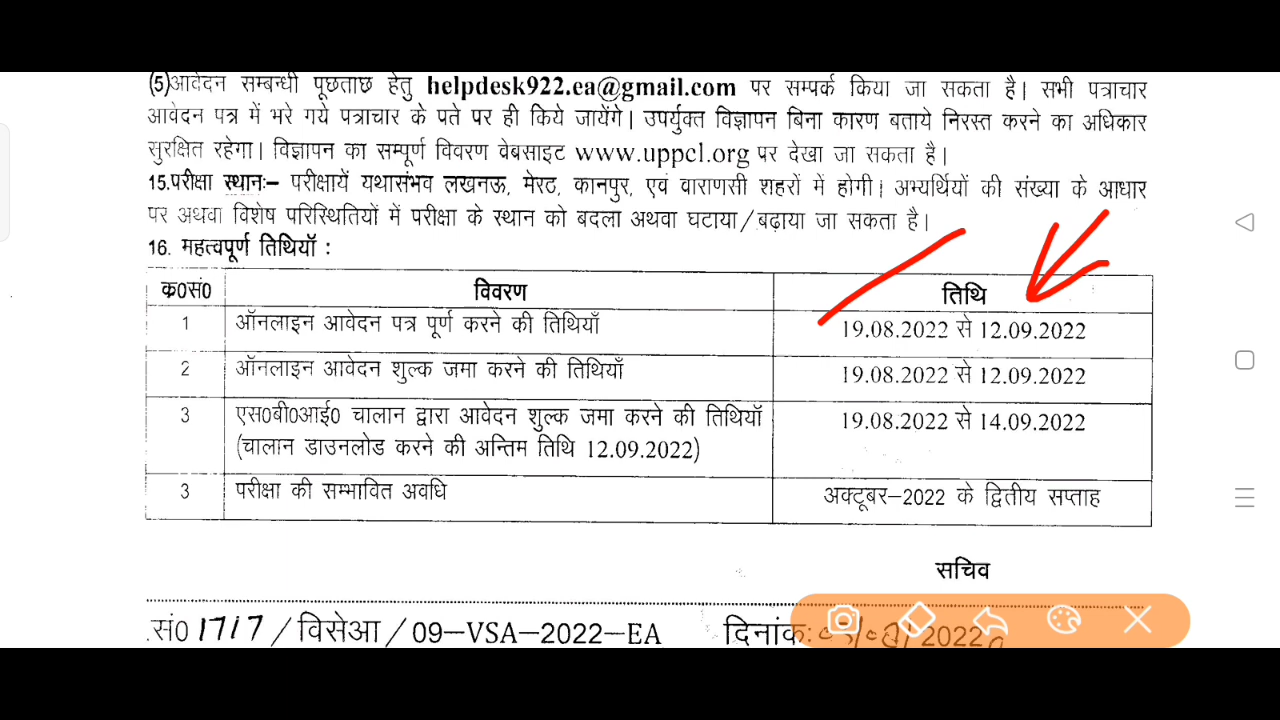 (5)आवेदन सम्बन्धी पूछताछ हेतु helpdesk922.ea@gmail.com पर सम्पर्क किया जा सकता है। सभी पत्राचार
आवेदन पत्र में भरे गये पत्राचार के पते पर ही किये जायेंगे। उपर्युक्त विज्ञापन बिना कारण बताये निरस्त करने का अधिकार
सुरक्षित रहेगा। विज्ञापन का सम्पूर्ण विवरण वेबसाइट www.uppcl.org पर देखा जा सकता है।
15.परीक्षा स्थानः– परीक्षायें यथासंभव लखनऊ, मेरठ, कानपुर, एवं वाराणसी शहरों में होगी। अभ्यर्थियों की संख्या के आधार
पर अथवा विशेष परिस्थितियों में परीक्षा के स्थान को बदला अथवा घटाया/बढ़ाया जा सकता है।
16. महत्वपूर्ण तिथियॉ :
क्र0सं0 विवरण तिथि
1 ऑनलाइन आवेदन पत्र पूर्ण करने की तिथियॉ 19.08.2022 से 12.09.2022
2 ऑनलाइन आवेदन शुल्क जमा करने की तिथियॉं 19.08.2022 से 12.09.2022
3 एस0बी0आई0 चालान द्वारा आवेदन शुल्क जमा करने की तिथियॉ 19.08.2022 से 14.09.2022
(चालान डाउनलोड करने की अन्तिम तिथि 12.09.2022)
3 परीक्षा की सम्भावित अवधि अक्टूबर–2022 के द्वितीय सप्ताह
सचिव
सं0 1717/विसेआ/09–VSA–2022–EA दिनांकः 2022